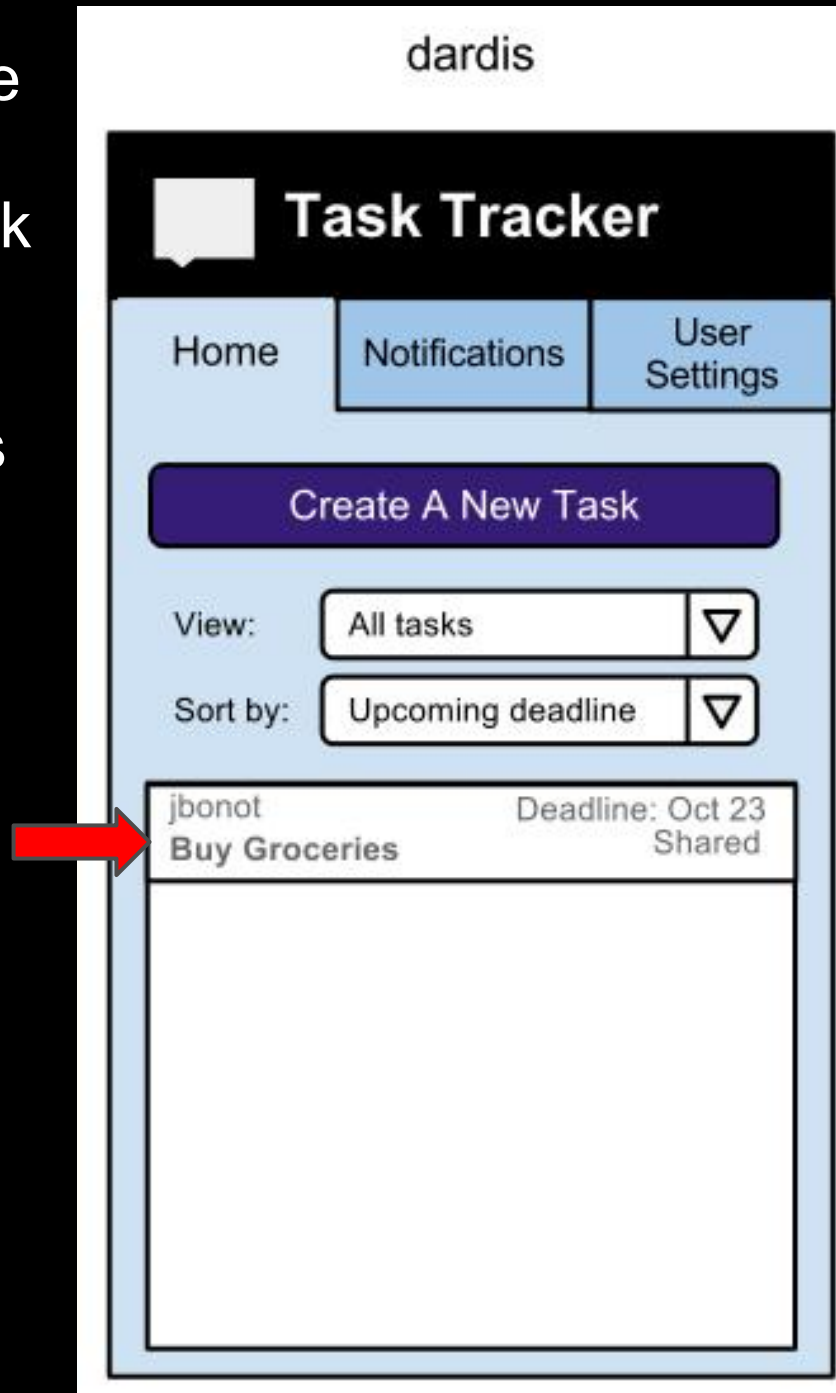 dardis
e
k
s
Task Tracker
Home
Notifications
User
Settings
Create A New Task
View:
All tasks
Sort by:
Upcoming deadline
jbonot
Deadline: Oct 23
Buy Groceries
Shared